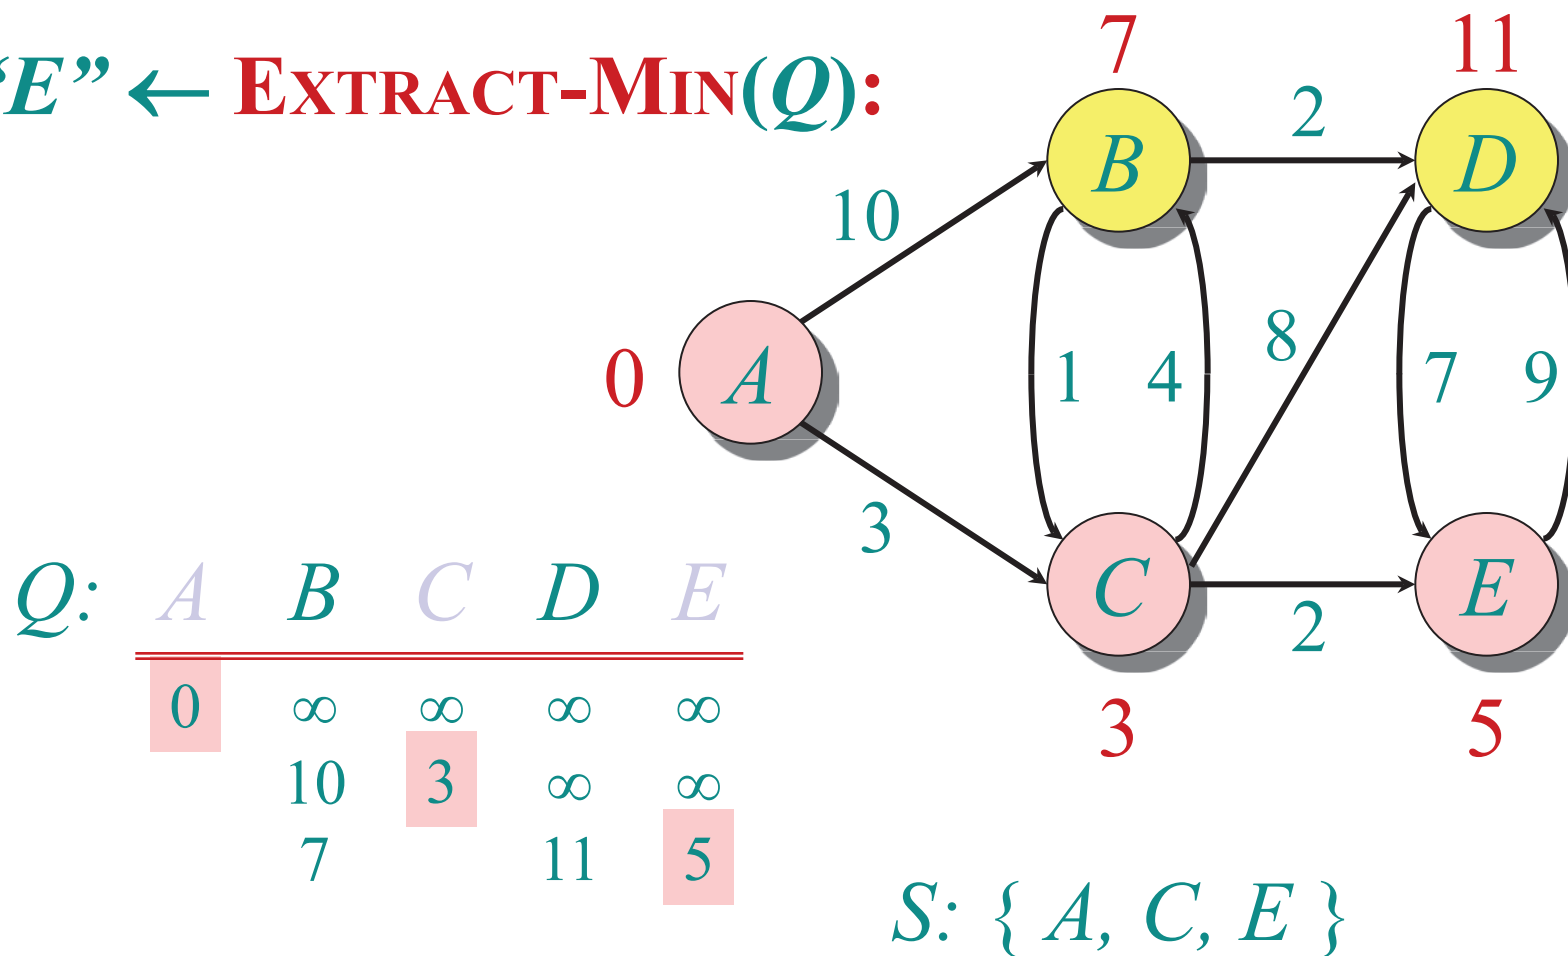 “E” ← EXTRACT-MIN(Q):
7
11
B
2
D
10
8
0
A
1
4
7
9
3
C
2
E
3
5
Q: A B C D E
0 ∞ ∞ ∞ ∞
10 3 ∞ ∞
7 11 5
S: { A, C, E }